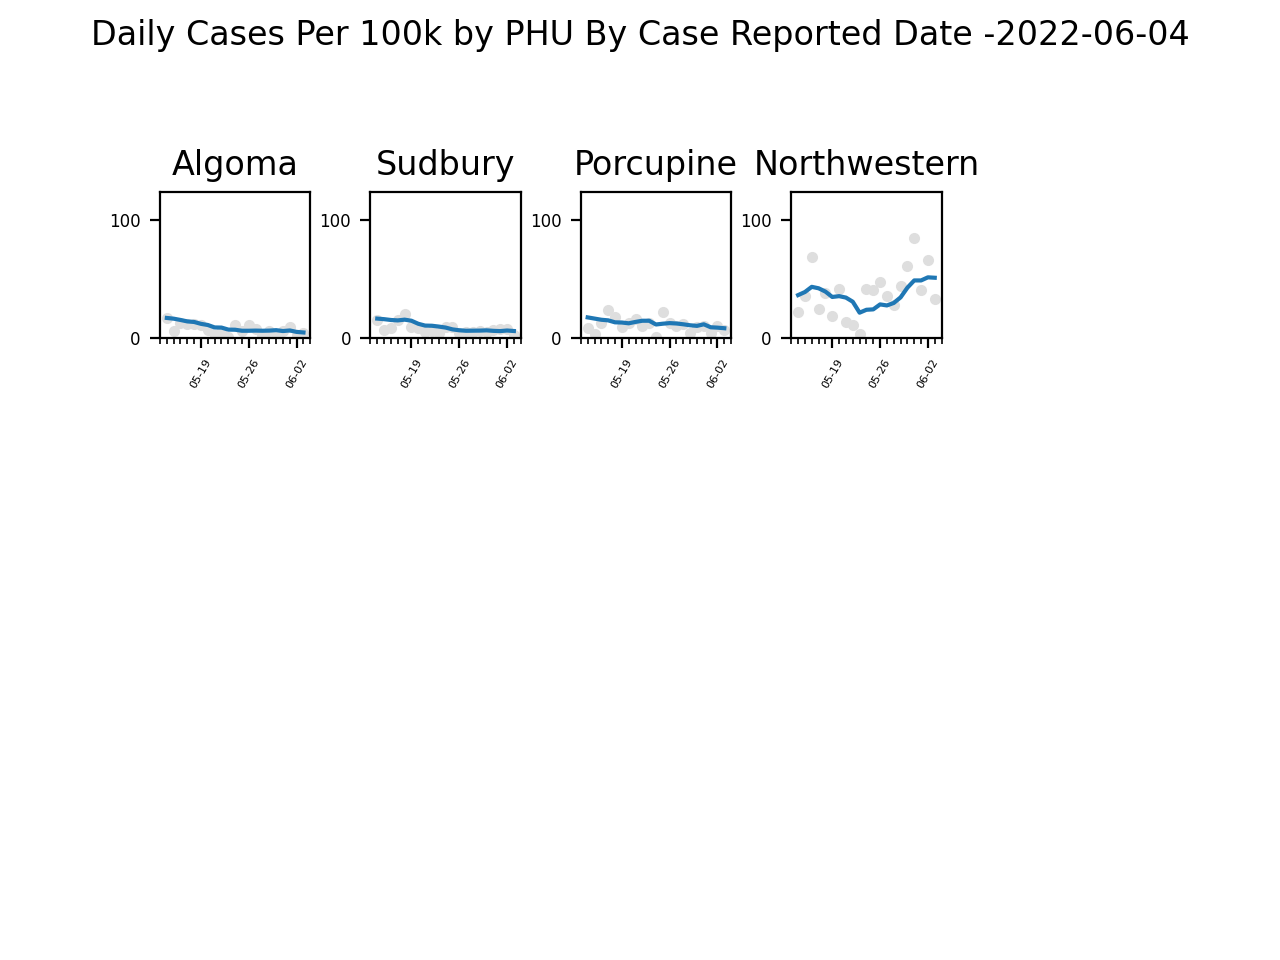 Daily Cases Per 100k by PHU By Case Reported Date -2022-06-04
Algoma Sudbury Porcupine Northwestern
100 100 100 100
0 0 0 0
05-19 05-26 06-02 05-19 05-26 06-02 05-19 05-26 06-02 05-19 05-26 06-02